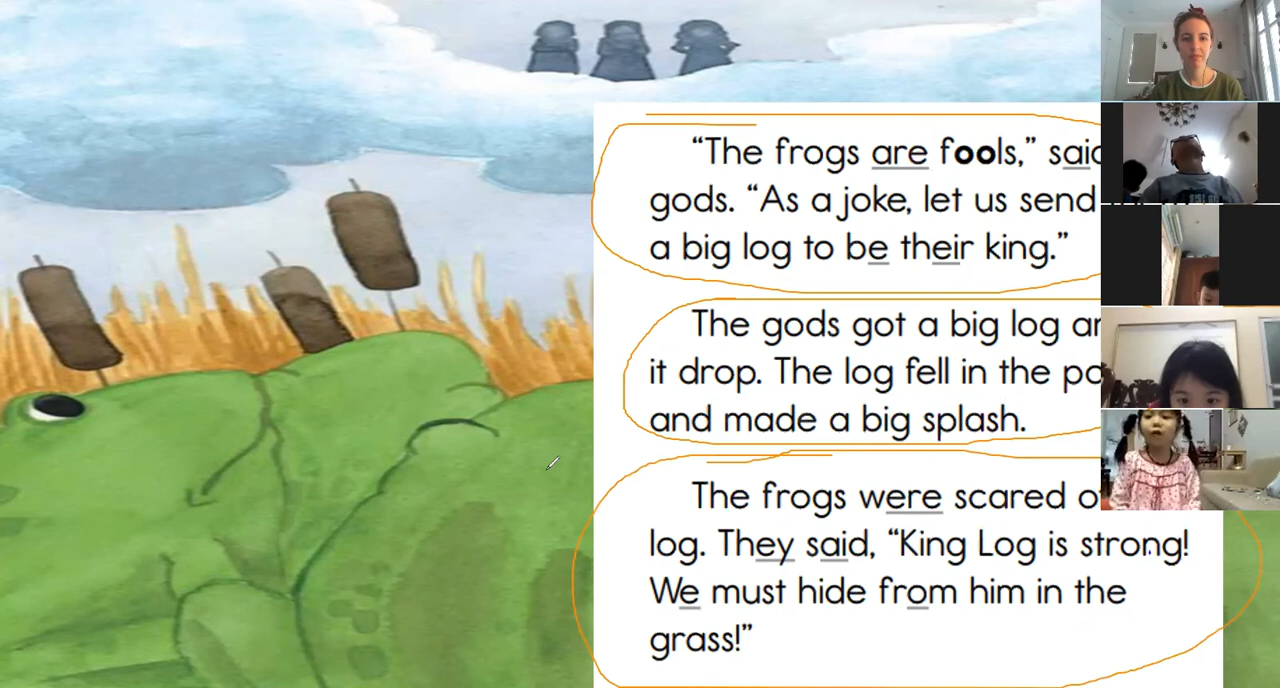 “The frogs are fools,” said
gods. “As a joke, let us send
a big log to be their king.”
The gods got a big log
it drop. The log fell in the
and made a big splash.
The frogs were scared
log. They said, “King Log is strong!
We must hide from him in the
grass!”